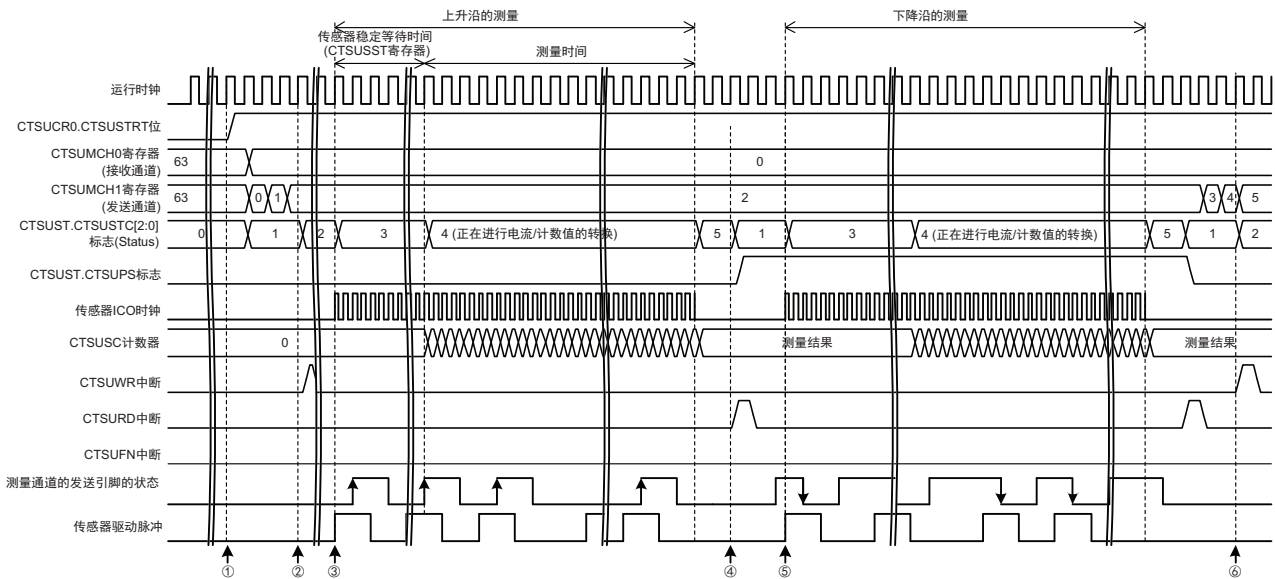 上升沿的测量
下降沿的测量
传感器稳定等待时间
(CTSUSST寄存器)
测量时间
运行时钟
CTSUCR0.CTSUSTRT位
CTSUMCH0寄存器
(接收通道)
63
0
CTSUMCH1寄存器
(发送通道)
63
0
1
2
3
4
5
CTSUST.CTSUSTC[2:0]
标志(Status)
0
1
2
3
4 (正在进行电流/计数值的转换)
5
1
3
4 (正在进行电流/计数值的转换)
5
1
2
CTSUST.CTSUPS标志
传感器ICO时钟
CTSUSC计数器
0
测量结果
测量结果
CTSUWR中断
CTSURD中断
CTSUFN中断
测量通道的发送引脚的状态
传感器驱动脉冲
①
②
③
④
⑤
⑥